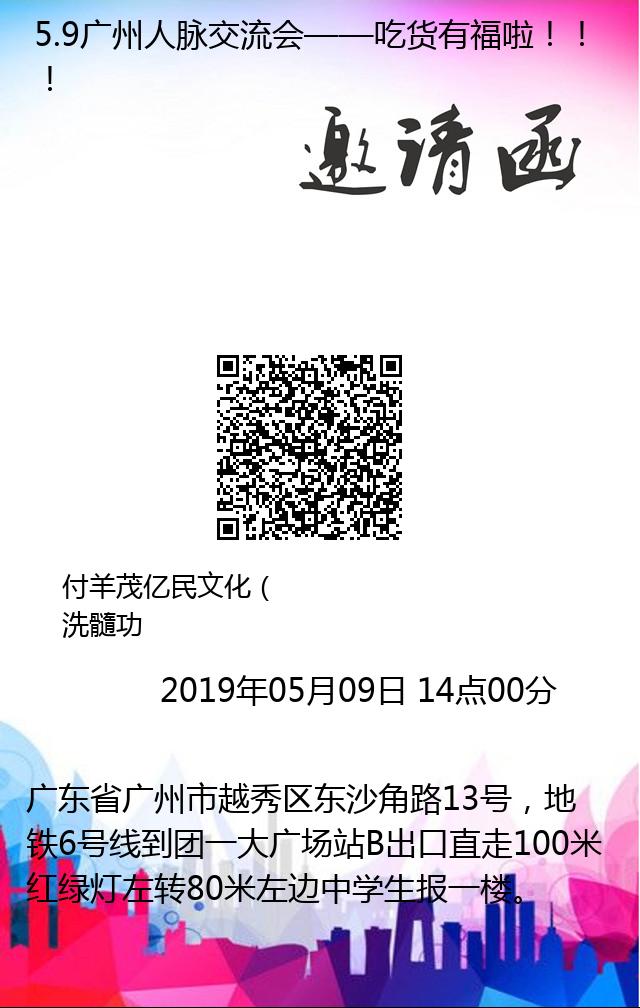 5.9广州人脉交流会——吃货有福啦！！
！
邀请函
付羊茂亿民文化（
洗髓功
2019年05月09日 14点00分
广东省广州市越秀区东沙角路13号，地
铁6号线到团一大广场站B出口直走100米
红绿灯左转80米左边中学生报一楼。